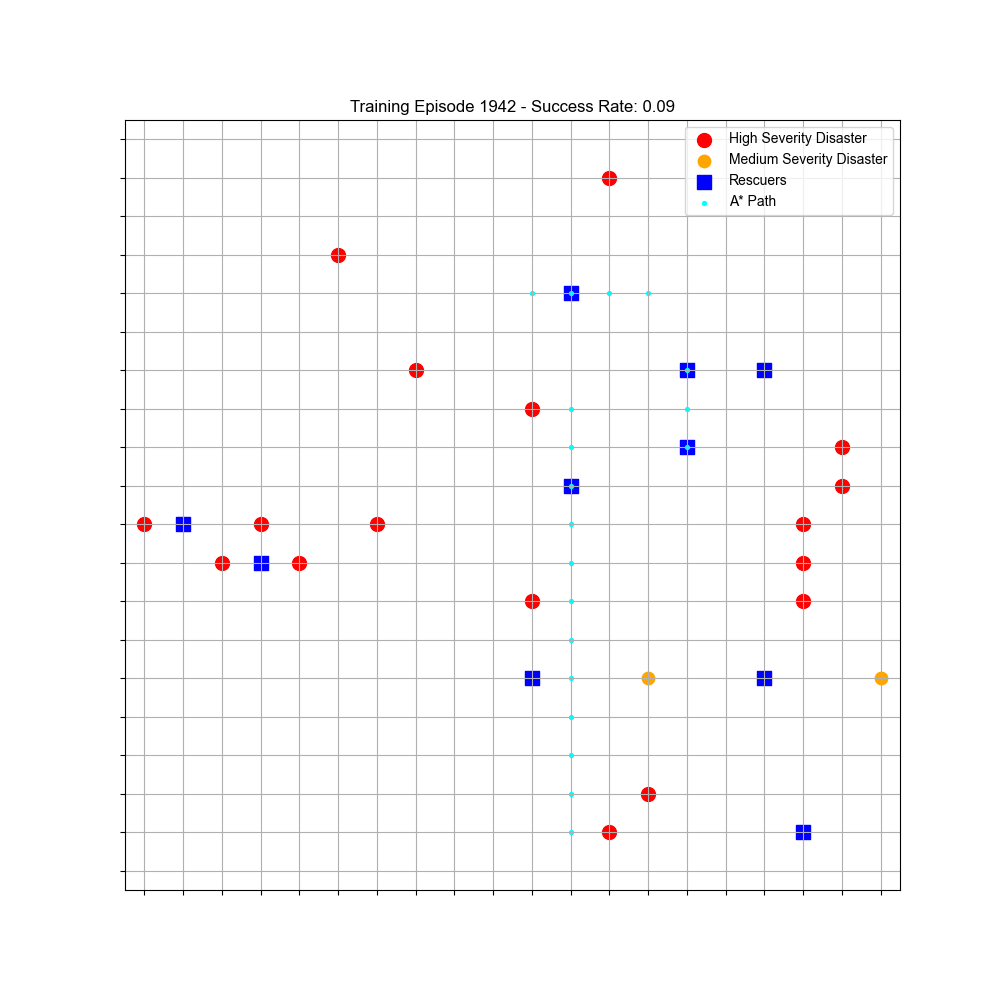 Training Episode 1942 - Success Rate: 0.09
High Severity Disaster
Medium Severity Disaster
Rescuers
A* Path